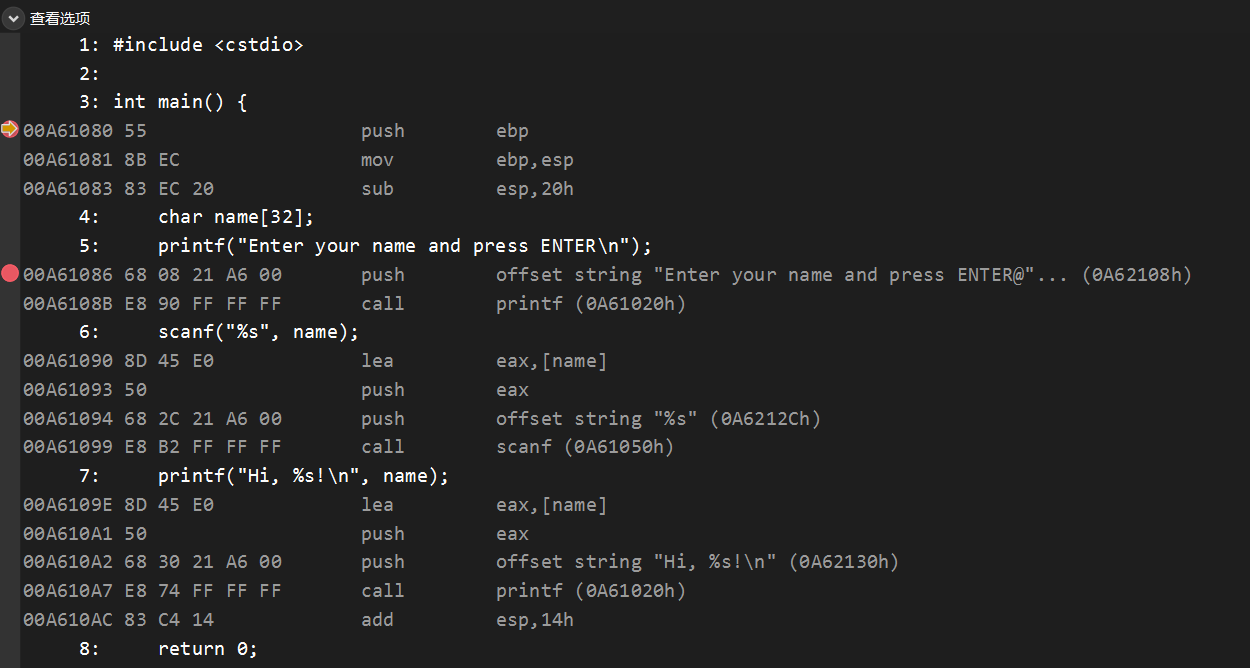 查看选项
1: #include <cstdio>
2:
3: int main() {
00A61080 55 push ebp
00A61081 8B EC mov ebp,esp
00A61083 83 EC 20 sub esp,20h
4: char name[32];
5: printf("Enter your name and press ENTER\n");
00A61086 68 08 21 A6 00 push offset string "Enter your name and press ENTER@"... (0A62108h)
00A6108B E8 90 FF FF FF call printf (0A61020h)
6: scanf("%s", name);
00A61090 8D 45 E0 lea eax,[name]
00A61093 50 push eax
00A61094 68 2C 21 A6 00 push offset string "%s" (0A6212Ch)
00A61099 E8 B2 FF FF FF call scanf (0A61050h)
7: printf("Hi, %s!\n", name);
00A6109E 8D 45 E0 lea eax,[name]
00A610A1 50 push eax
00A610A2 68 30 21 A6 00 push offset string "Hi, %s!\n" (0A62130h)
00A610A7 E8 74 FF FF FF call printf (0A61020h)
00A610AC 83 C4 14 add esp,14h
8: return 0;